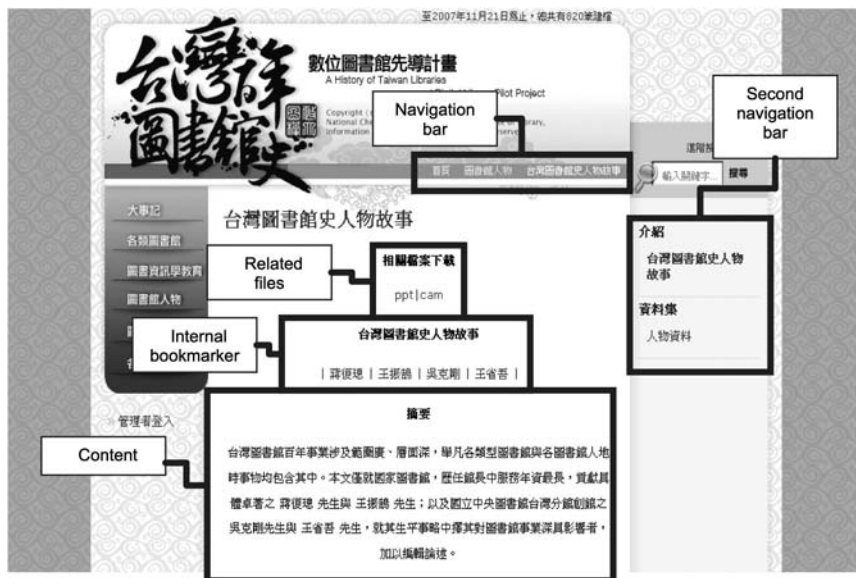 至2007年11月21日為止，總共有820筆建檔
台灣百年
圖書館史
數位圖書館先導計畫
A History of Taiwan Libraries
Pilot Project
Copyright
National Che
Information
Navigation
bar
Second
navigation
bar
首頁 圖書館人物 台灣圖書館史人物故事
進階
輸入關鍵字... 搜尋
大事記
各類圖書館
圖書資訊學教育
圖書館人物
管理者登入
台灣圖書館史人物故事
Related
files
相關檔案下載
ppt|cam
Internal
bookmarker
台灣圖書館史人物故事
| 蔣復璁 | 王振鵠 | 吳克剛 | 王省吾 |
介紹
台灣圖書館史人物
故事
資料集
人物資料
Content
摘要
台灣圖書館百年事業涉及範圍廣、層面深，舉凡各類型圖書館與各圖書館人地
時事物均包含其中。本文僅就國家圖書館，歷任館長中服務年資最長，貢獻具
體卓著之 蔣復璁 先生與 王振鵠 先生；以及國立中央圖書館台灣分館創館之
吳克剛先生與 王省吾 先生，就其生平事略中擇其對圖書館事業深具影響者，
加以編輯論述。